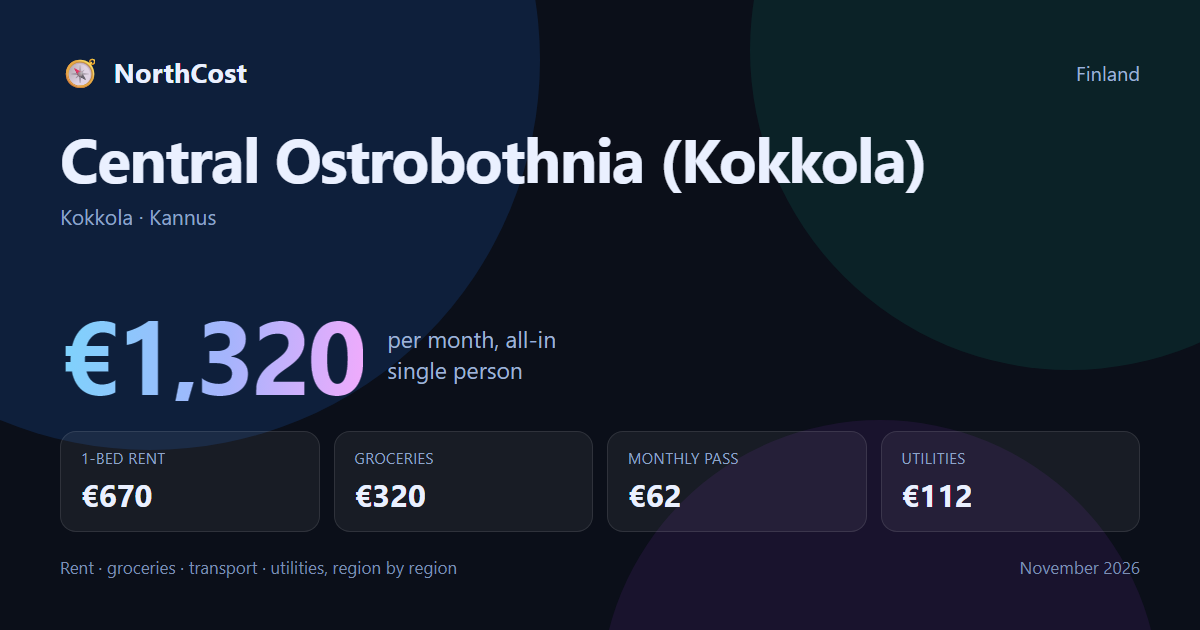 NorthCost
Finland
Central Ostrobothnia (Kokkola)
Kokkola · Kannus
€1,320
per month, all-in
single person
1-BED RENT
€670
GROCERIES
€320
MONTHLY PASS
€62
UTILITIES
€112
Rent · groceries · transport · utilities, region by region
November 2026